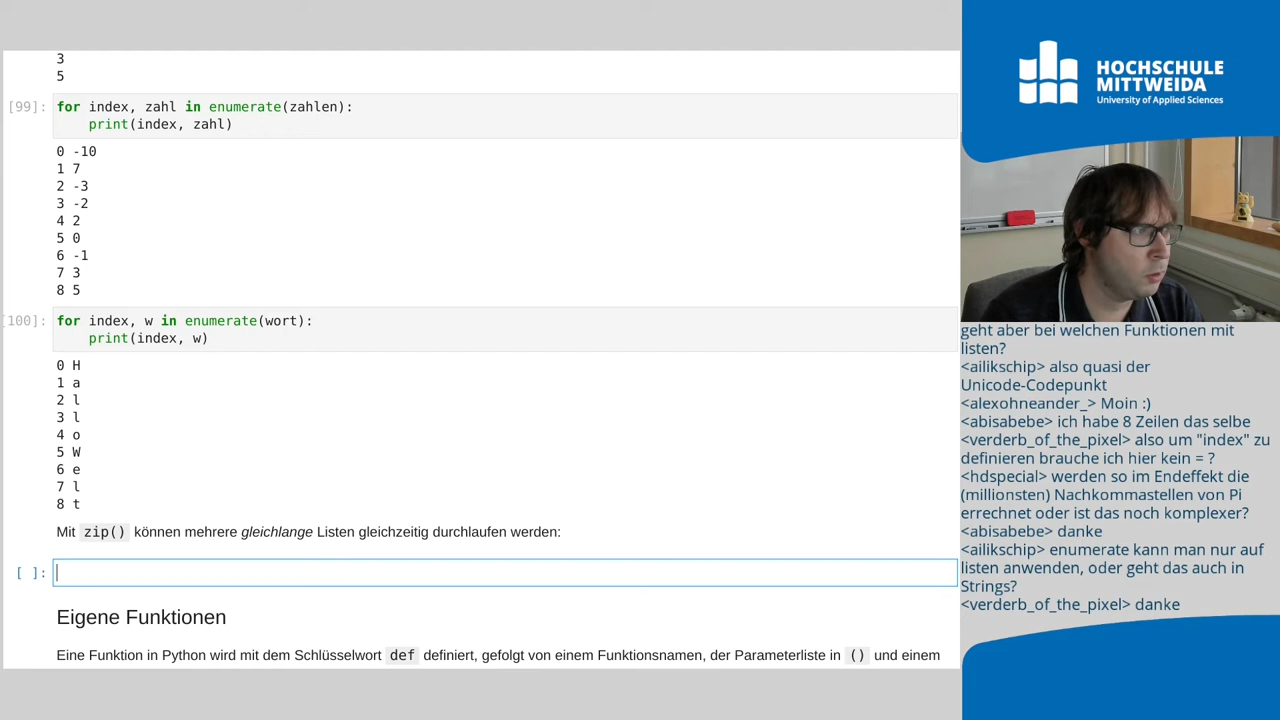 3
5
[99]: for index, zahl in enumerate(zahlen):
    print(index, zahl)
0 -10
1 7
2 -3
3 -2
4 2
5 0
6 -1
7 3
8 5
[100]: for index, w in enumerate(wort):
    print(index, w)
0 H
1 a
2 l
3 l
4 o
5 W
6 e
7 l
8 t
Mit zip() können mehrere gleichlange Listen gleichzeitig durchlaufen werden:
[ ]:
Eigene Funktionen
Eine Funktion in Python wird mit dem Schlüsselwort def definiert, gefolgt von einem Funktionsnamen, der Parameterliste in () und einem
HOCHSCHULE
MITTWEIDA
University of Applied Sciences
geht aber bei welchen Funktionen mit
listen?
<ailikschip> also quasi der
Unicode-Codepunkt
<alexohneander_> Moin :)
<abisabebe> ich habe 8 Zeilen das selbe
<verderb_of_the_pixel> also um "index" zu
definieren brauche ich hier kein = ?
<hdspecial> werden so im Endeffekt die
(millionsten) Nachkommastellen von Pi
errechnet oder ist das noch komplexer?
<abisabebe> danke
<ailikschip> enumerate kann man nur auf
listen anwenden, oder geht das auch in
Strings?
<verderb_of_the_pixel> danke